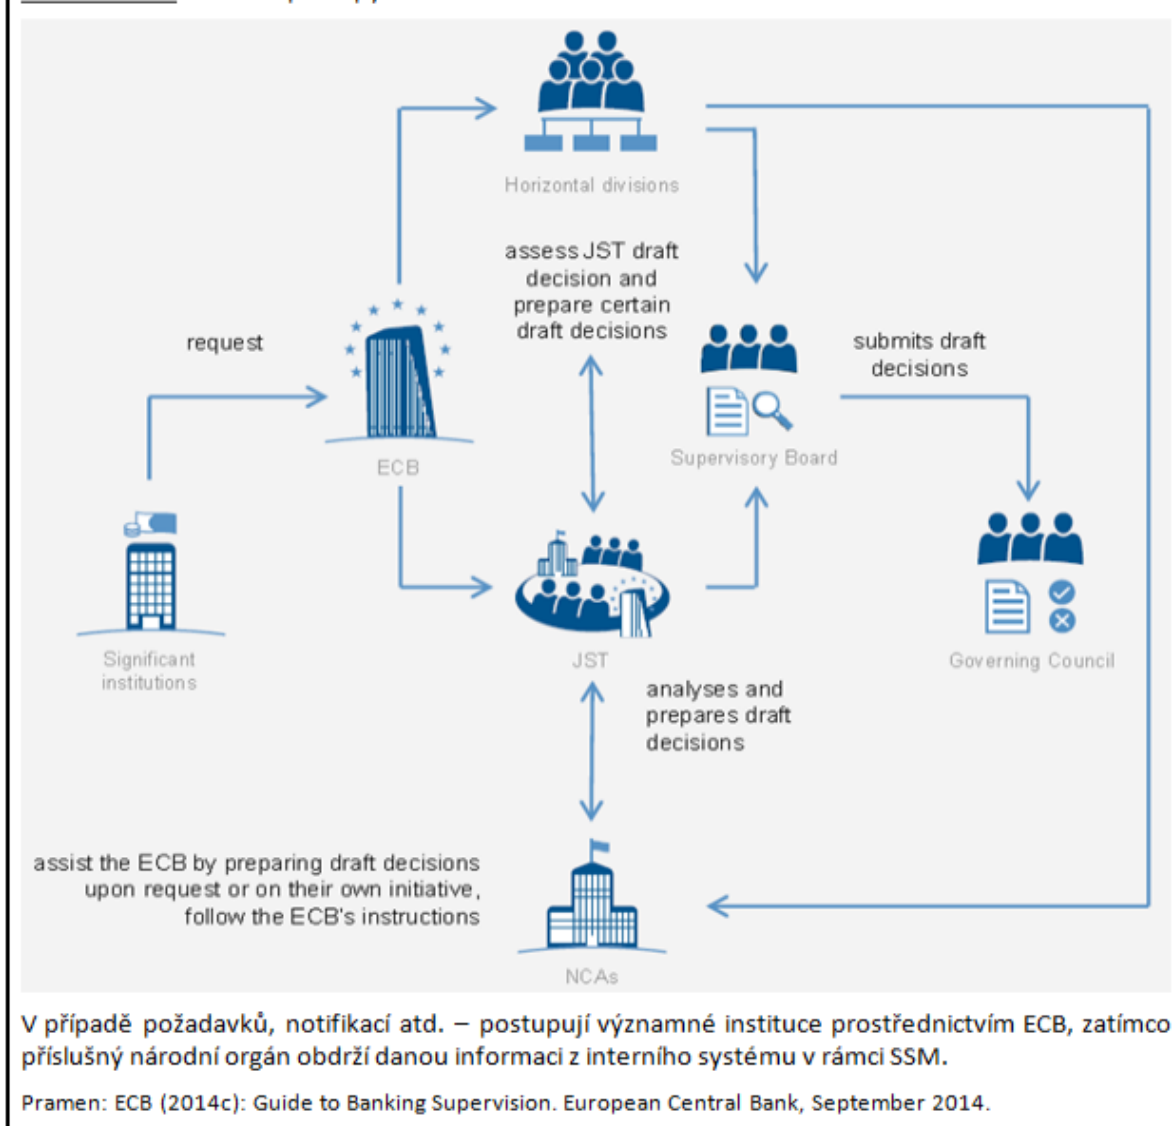 Horizontal divisions
assess JST draft
decision and
prepare certain
draft decisions
request
submits draft
decisions
ECB
Supervisory Board
Significant
institutions
JST
Governing Council
analyses and
prepares draft
decisions
assist the ECB by preparing draft decisions
upon request or on their own initiative,
follow the ECB's instructions
NCAs
V případě požadavků, notifikací atd. – postupují významné instituce prostřednictvím ECB, zatímco
příslušný národní orgán obdrží danou informaci z interního systému v rámci SSM.
Pramen: ECB (2014c): Guide to Banking Supervision. European Central Bank, September 2014.